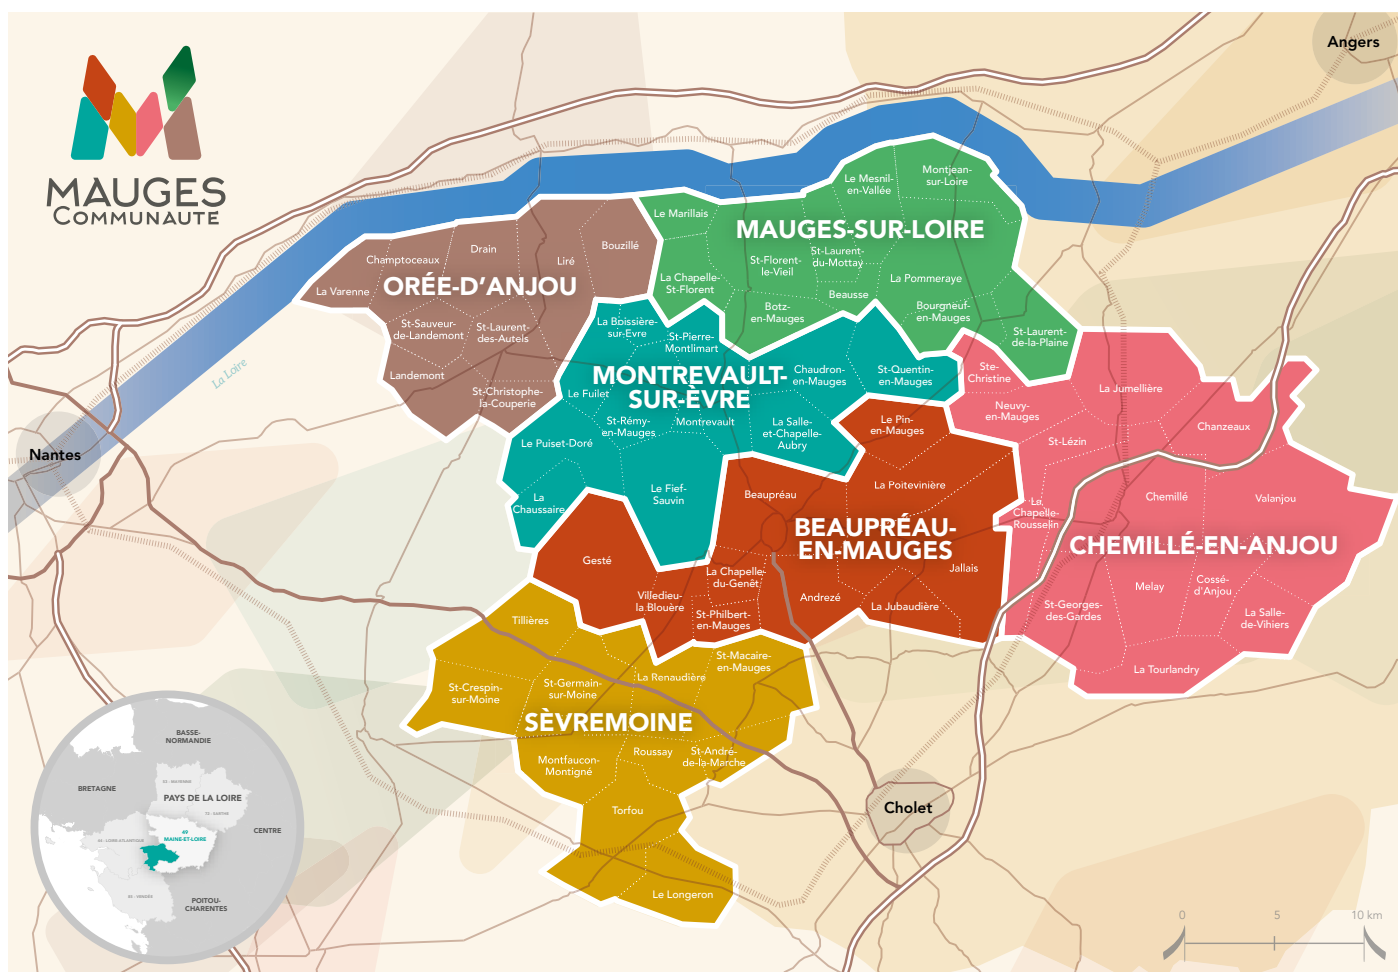 Angers
MAUGES
COMMUNAUTÉ
Le Mesnil-
en-Vallée
Montjean-
sur-Loire
Le Marillais
MAUGES-SUR-LOIRE
Bouzillé
Drain
Liré
Champtoceaux
St-Florent-
le-Vieil
St-Laurent-
du-Mottay
La Pommeraye
La Chapelle-
St-Florent
La Varenne
ORÉE-D’ANJOU
Beausse
Botz-
en-Mauges
Bourgneuf-
en-Mauges
St-Laurent-
de-la-Plaine
St-Sauveur-
de-Landemont
St-Laurent-
des-Autels
La Boissière-
sur-Evre
St-Pierre-
Montlimart
La Loire
Landemont
St-Christophe-
la-Couperie
MONTREVAULT-
SUR-ÈVRE
Chaudron-
en-Mauges
St-Quentin-
en-Mauges
Ste-
Christine
La Jumellière
Le Fuilet
St-Rémy-
en-Mauges
Montrevault
La Salle-
et-Chapelle-
Aubry
Le Pin-
en-Mauges
Neuvy-
en-Mauges
Chanzeaux
St-Lézin
Nantes
Le Puiset-Doré
Le Fief-
Sauvin
La
Chaussaire
Beaupréau
La Poitevinière
La
Chapelle-
Rousselin
Chemillé
Valanjou
BEAUPRÉAU-
EN-MAUGES
CHEMILLÉ-EN-ANJOU
Gesté
La Chapelle-
du-Genêt
Jallais
Villedieu-
la Blouère
Andrezé
La Jubaudière
St-Philbert-
en-Mauges
Melay
Cossé-
d'Anjou
St-Georges-
des-Gardes
La Salle-
de-Vihiers
La Tourlandry
Tillières
St-Macaire-
en-Mauges
La Renaudière
St-Germain-
sur-Moine
St-Crespin-
sur-Moine
SÈVREMOINE
Roussay
St-André-
de-la-Marche
Montfaucon-
Montigné
Torfou
Cholet
Le Longeron
BASSE-
NORMANDIE
BRETAGNE
53 - MAYENNE
PAYS DE LA LOIRE
72 - SARTHE
CENTRE
49
MAINE-ET-LOIRE
44 - LOIRE-ATLANTIQUE
85 - VENDÉE
POITOU-
CHARENTES
0 5 10 km